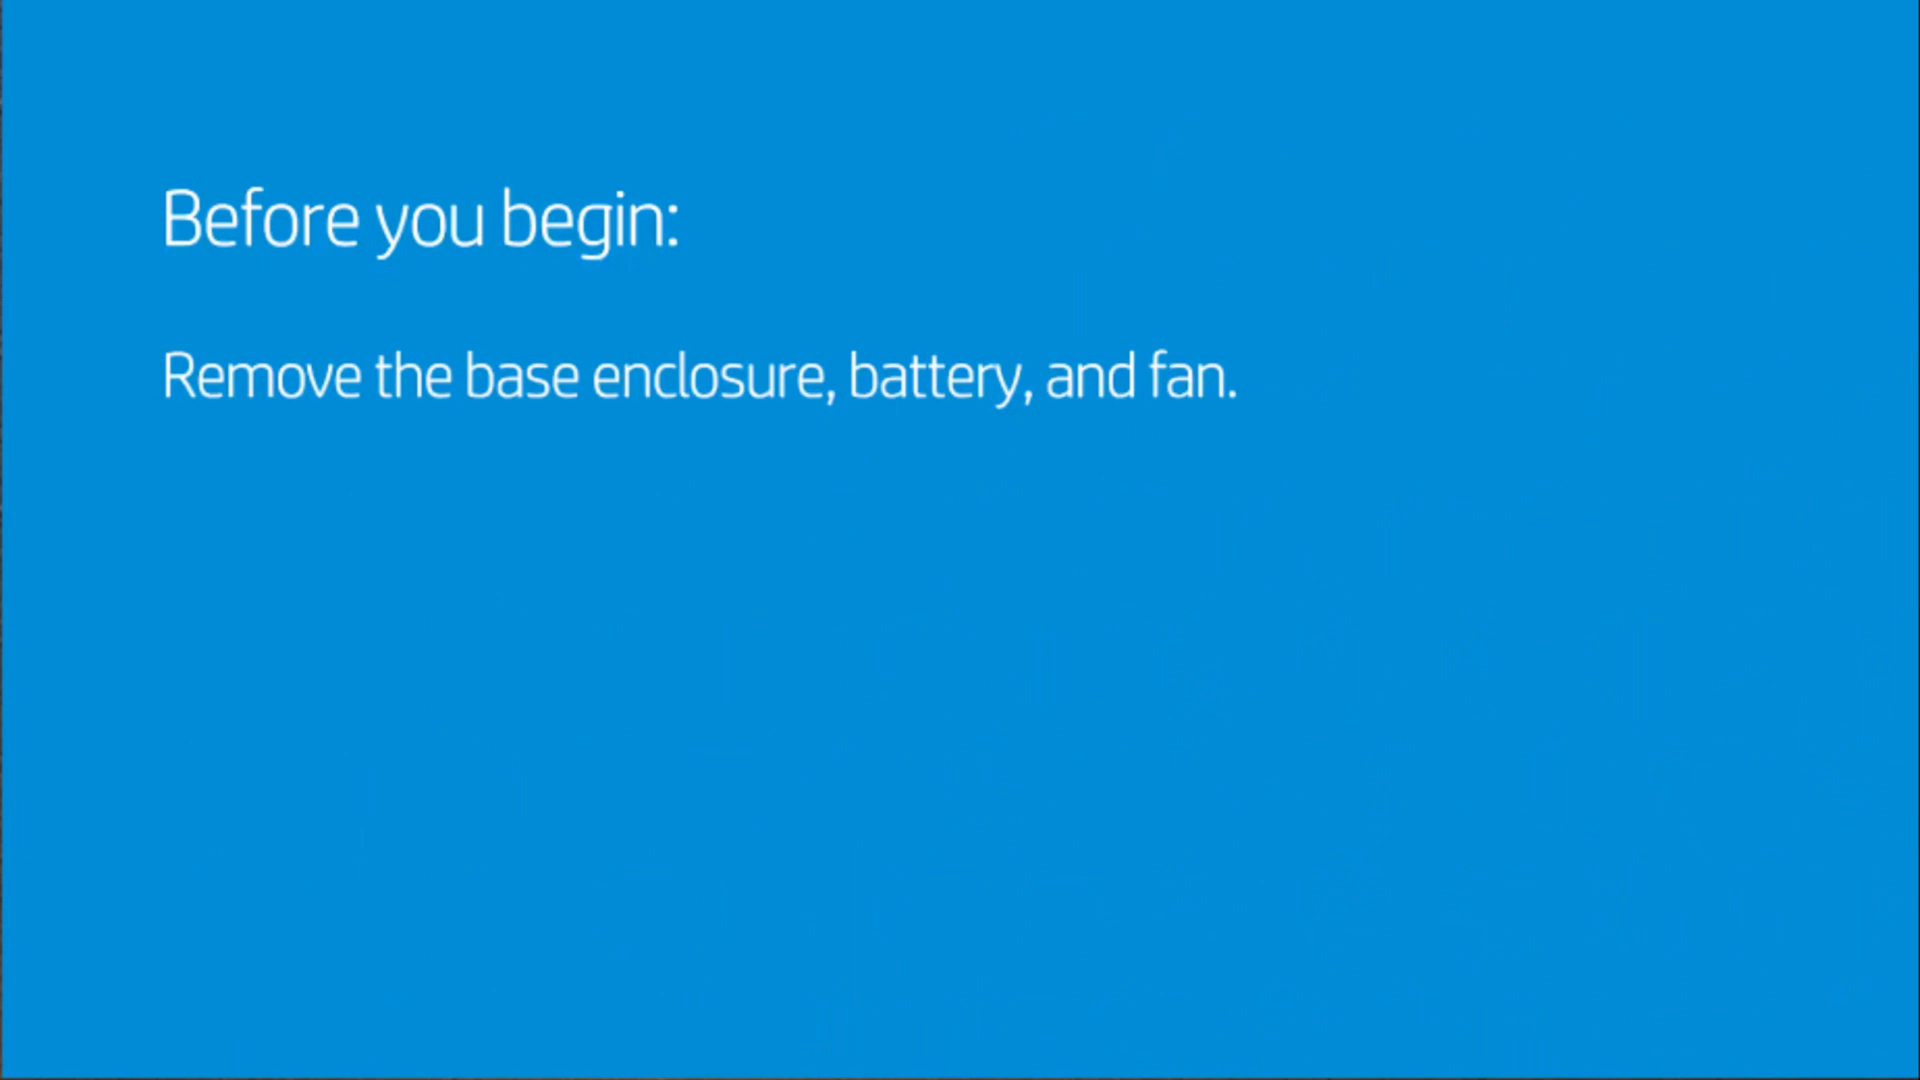 Before you begin:
Remove the base enclosure, battery, and fan.